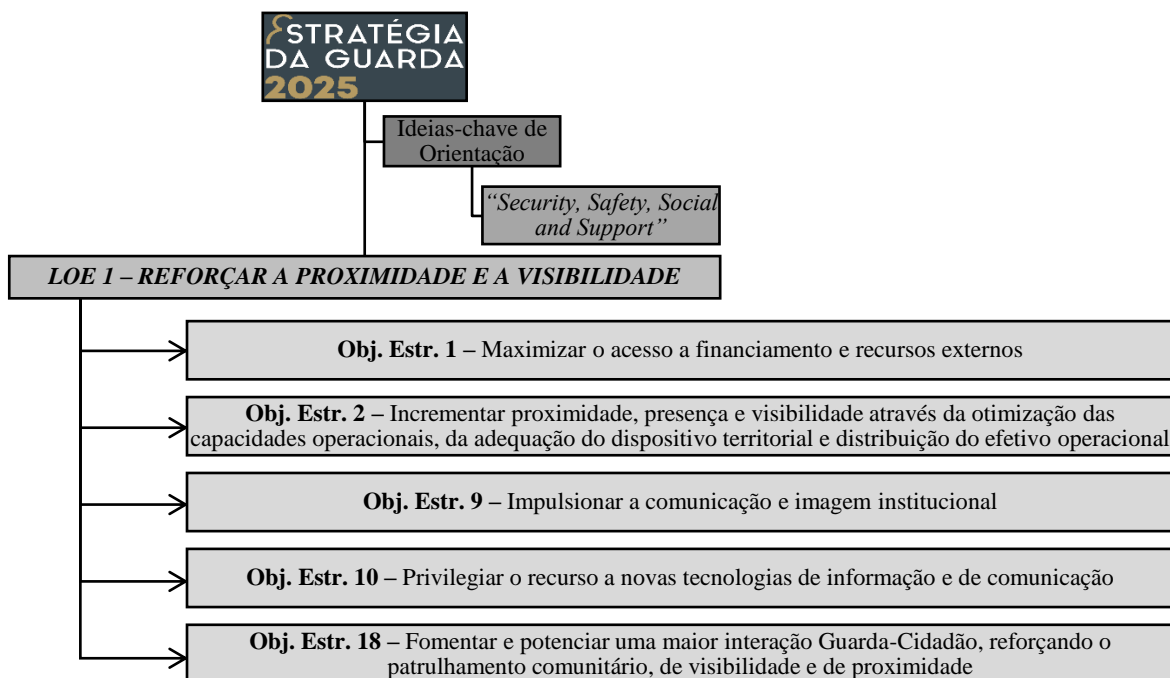 ESTRATÉGIA
DA GUARDA
2025
Ideias-chave de
Orientação
“Security, Safety, Social
and Support”
LOE 1 – REFORÇAR A PROXIMIDADE E A VISIBILIDADE
Obj. Estr. 1 – Maximizar o acesso a financiamento e recursos externos
Obj. Estr. 2 – Incrementar proximidade, presença e visibilidade através da otimização das
capacidades operacionais, da adequação do dispositivo territorial e distribuição do efetivo operacional
Obj. Estr. 9 – Impulsionar a comunicação e imagem institucional
Obj. Estr. 10 – Privilegiar o recurso a novas tecnologias de informação e de comunicação
Obj. Estr. 18 – Fomentar e potenciar uma maior interação Guarda-Cidadão, reforçando o
patrulhamento comunitário, de visibilidade e de proximidade